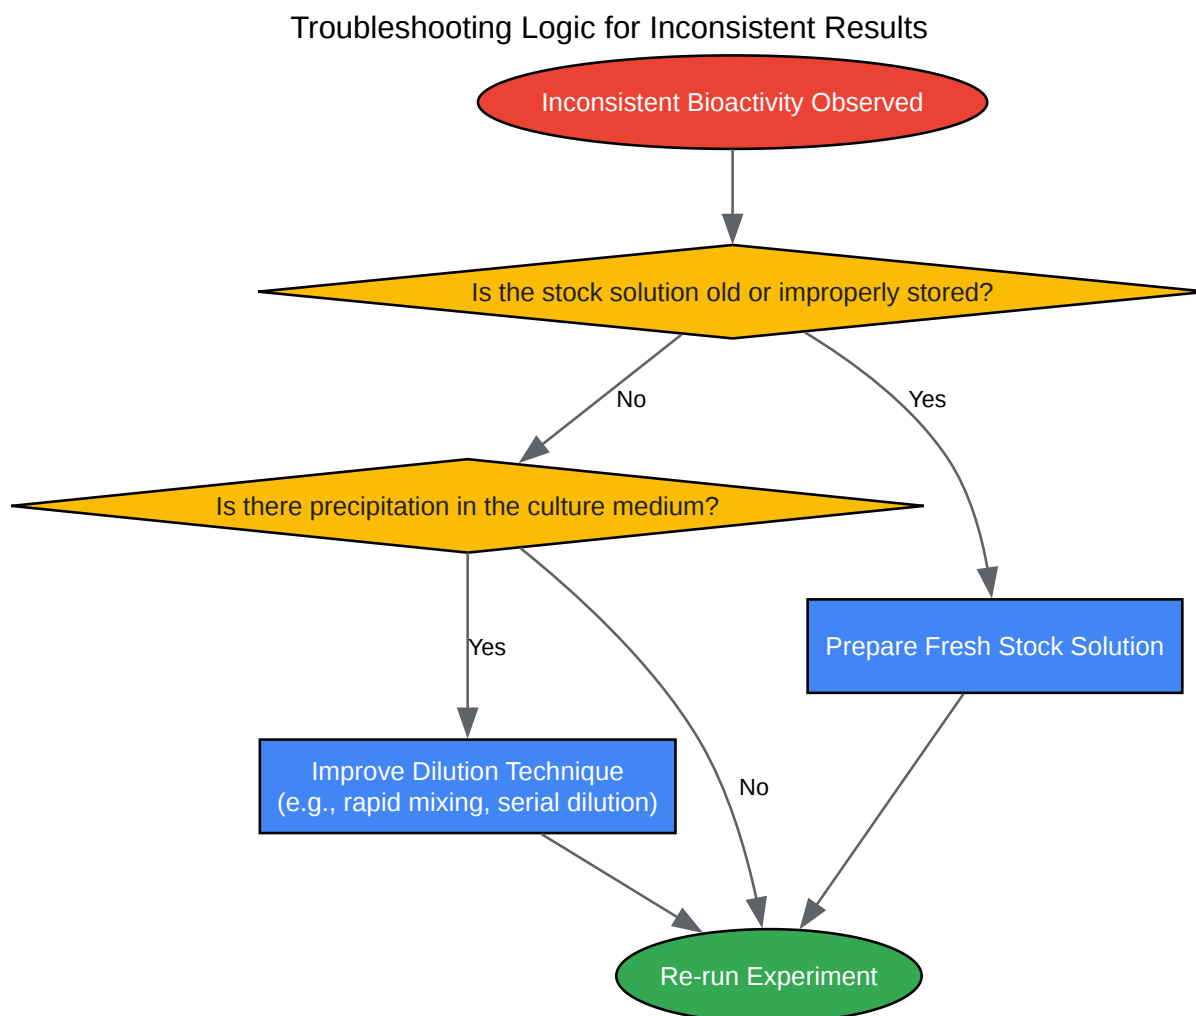 Troubleshooting Logic for Inconsistent Results
Inconsistent Bioactivity Observed
Is the stock solution old or improperly stored?
No
Yes
Is there precipitation in the culture medium?
Yes
Prepare Fresh Stock Solution
Improve Dilution Technique
(e.g., rapid mixing, serial dilution)
No
Re-run Experiment